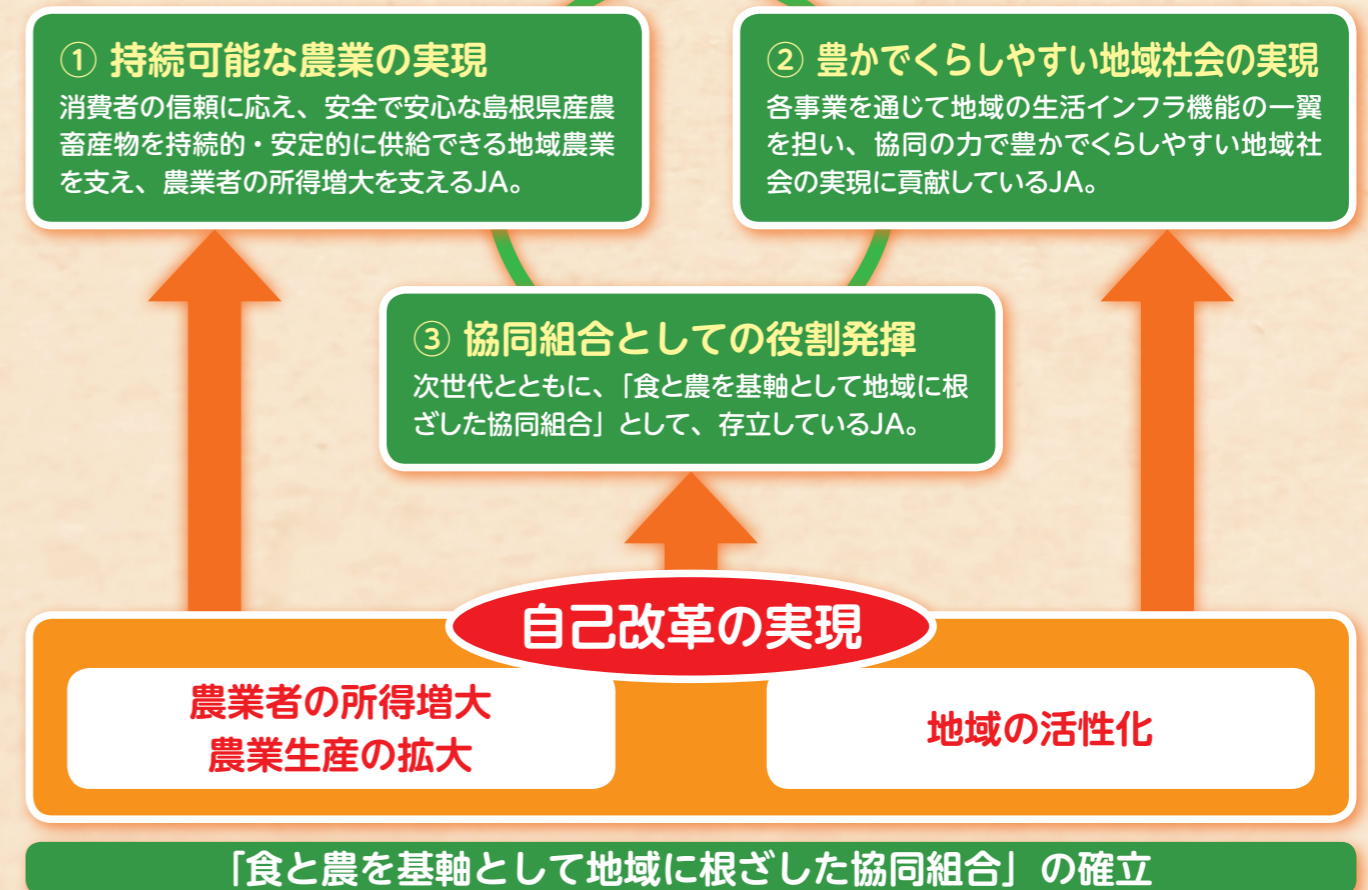 ① 持続可能な農業の実現
消費者の信頼に応え、安全で安心な島根県産農
畜産物を持続的・安定的に供給できる地域農業
を支え、農業者の所得増大を支えるJA。
② 豊かでくらしやすい地域社会の実現
各事業を通じて地域の生活インフラ機能の一翼
を担い、協同の力で豊かでくらしやすい地域社
会の実現に貢献しているJA。
③ 協同組合としての役割発揮
次世代とともに、「食と農を基軸として地域に根
ざした協同組合」として、存立しているJA。
自己改革の実現
農業者の所得増大
農業生産の拡大
地域の活性化
「食と農を基軸として地域に根ざした協同組合」の確立